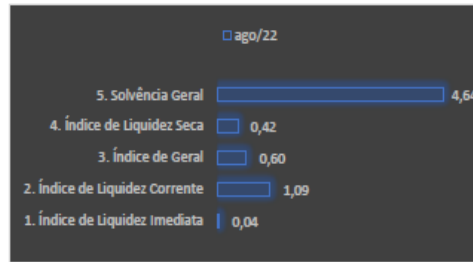 ago/22
5. Solvência Geral 4,64
4. Índice de Liquidez Seca 0,42
3. Índice de Geral 0,60
2. Índice de Liquidez Corrente 1,09
1. Índice de Liquidez Imediata 0,04